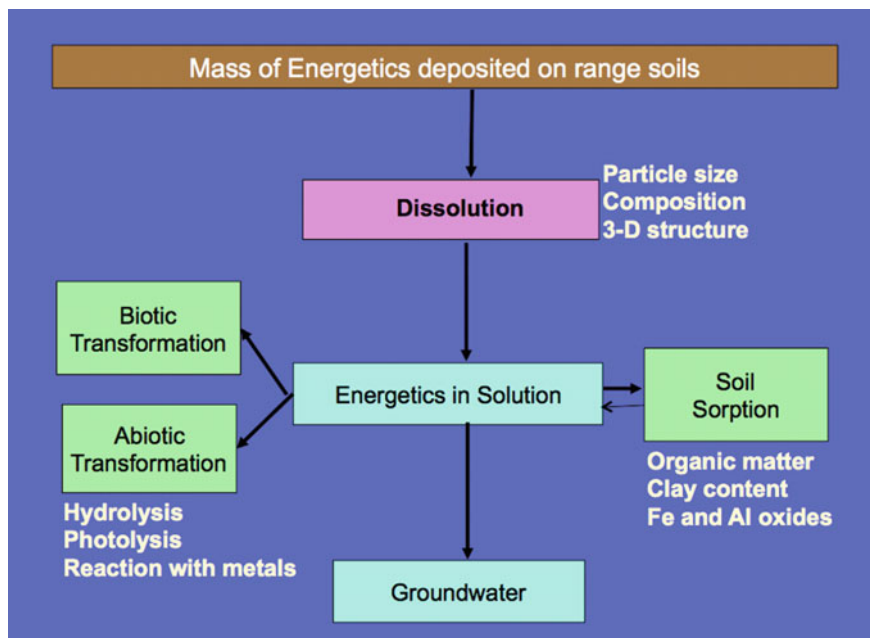 Mass of Energetics deposited on range soils
Dissolution
Particle size
Composition
3-D structure
Biotic
Transformation
Energetics in Solution
Soil
Sorption
Abiotic
Transformation
Organic matter
Clay content
Fe and Al oxides
Hydrolysis
Photolysis
Reaction with metals
Groundwater